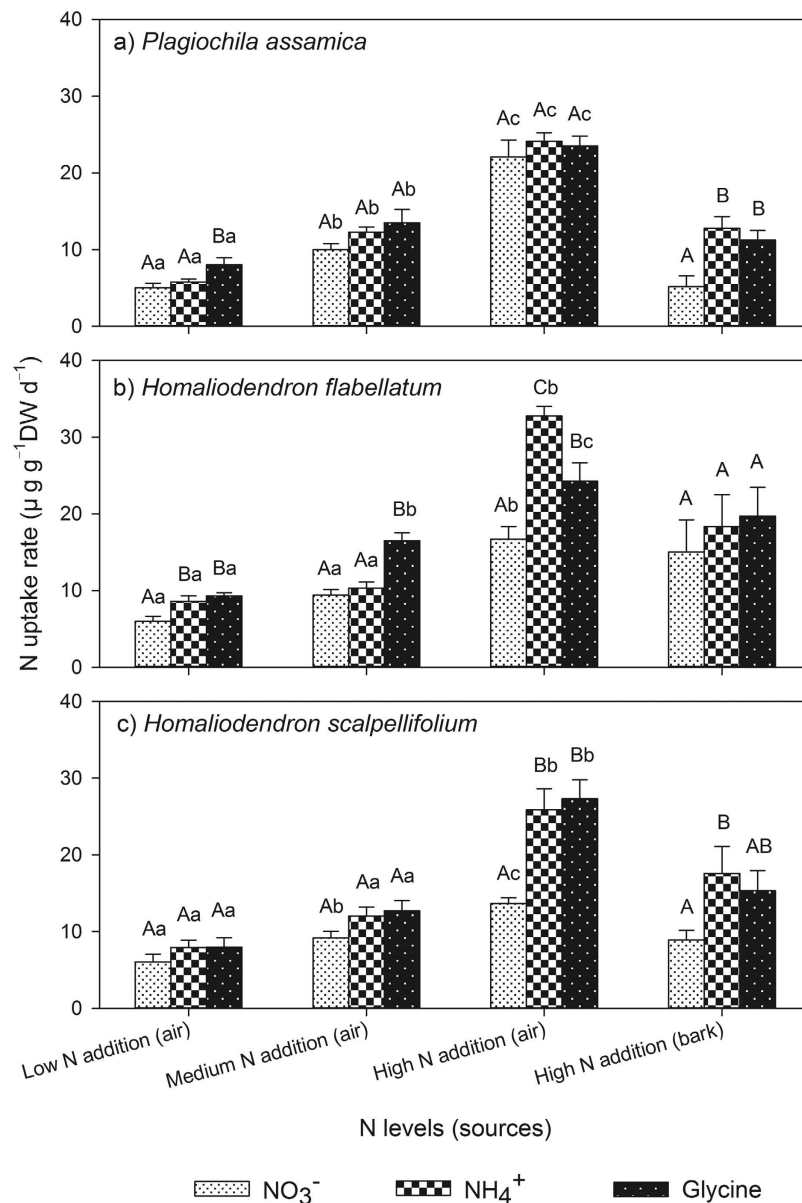 a) Plagiochila assamica
40
30
20
10
0
Aa Aa Ba
Ab Ab Ab
Ac Ac Ac
A B B
b) Homaliodendron flabellatum
40
30
20
10
0
Aa Ba Ba
Aa Aa Bb
Ab Cb Bc
A A A
c) Homaliodendron scalpellifolium
40
30
20
10
0
Aa Aa Aa
Ab Aa Aa
Ac Bb Bb
A B AB
N uptake rate (µ g g⁻¹DW d⁻¹)
Low N addition (air)
Medium N addition (air)
High N addition (air)
High N addition (bark)
N levels (sources)
NO₃⁻ NH₄⁺ Glycine